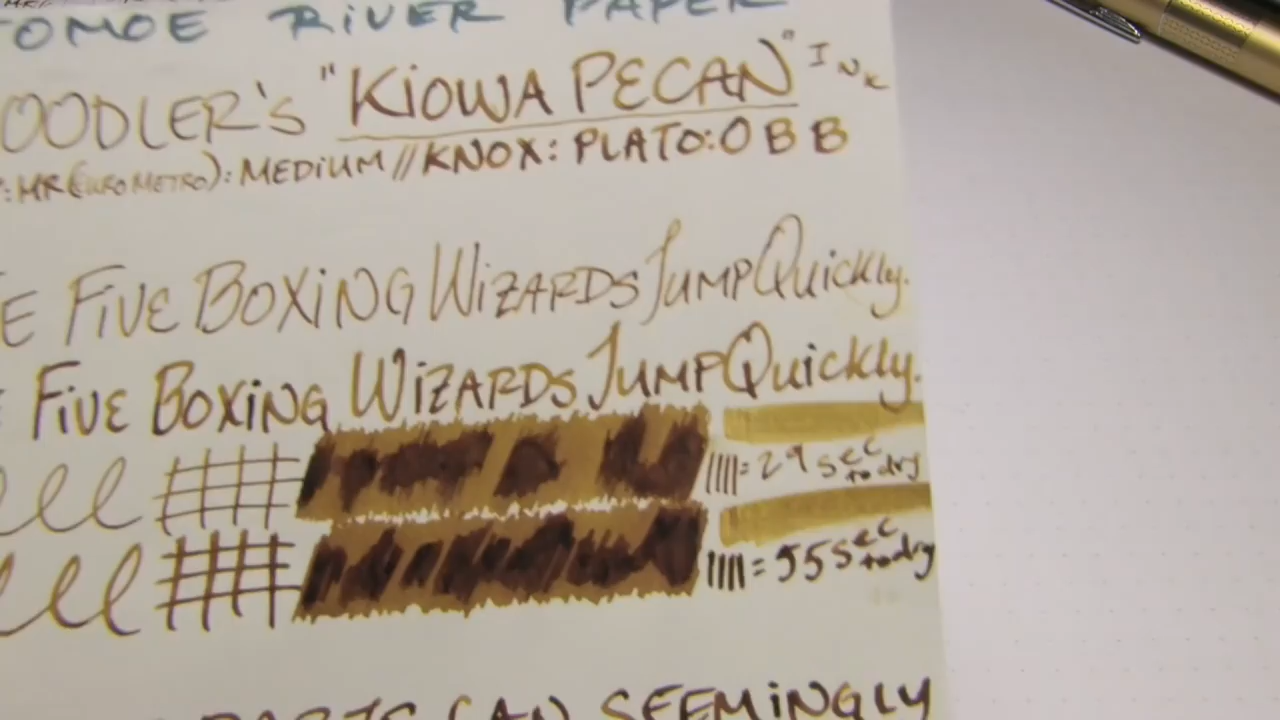 TOMOE RIVER PAPER
OODLER'S "KIOWA PECAN" INK
: HR (EURO METRO): MEDIUM // KNOX: PLATO: OBB
E FIVE BOXING WIZARDS JUMP QUICKLY.
E FIVE BOXING WIZARDS JUMP QUICKLY.
= 29 sec to dry
= 55 sec to dry
CAN SEEMINGLY